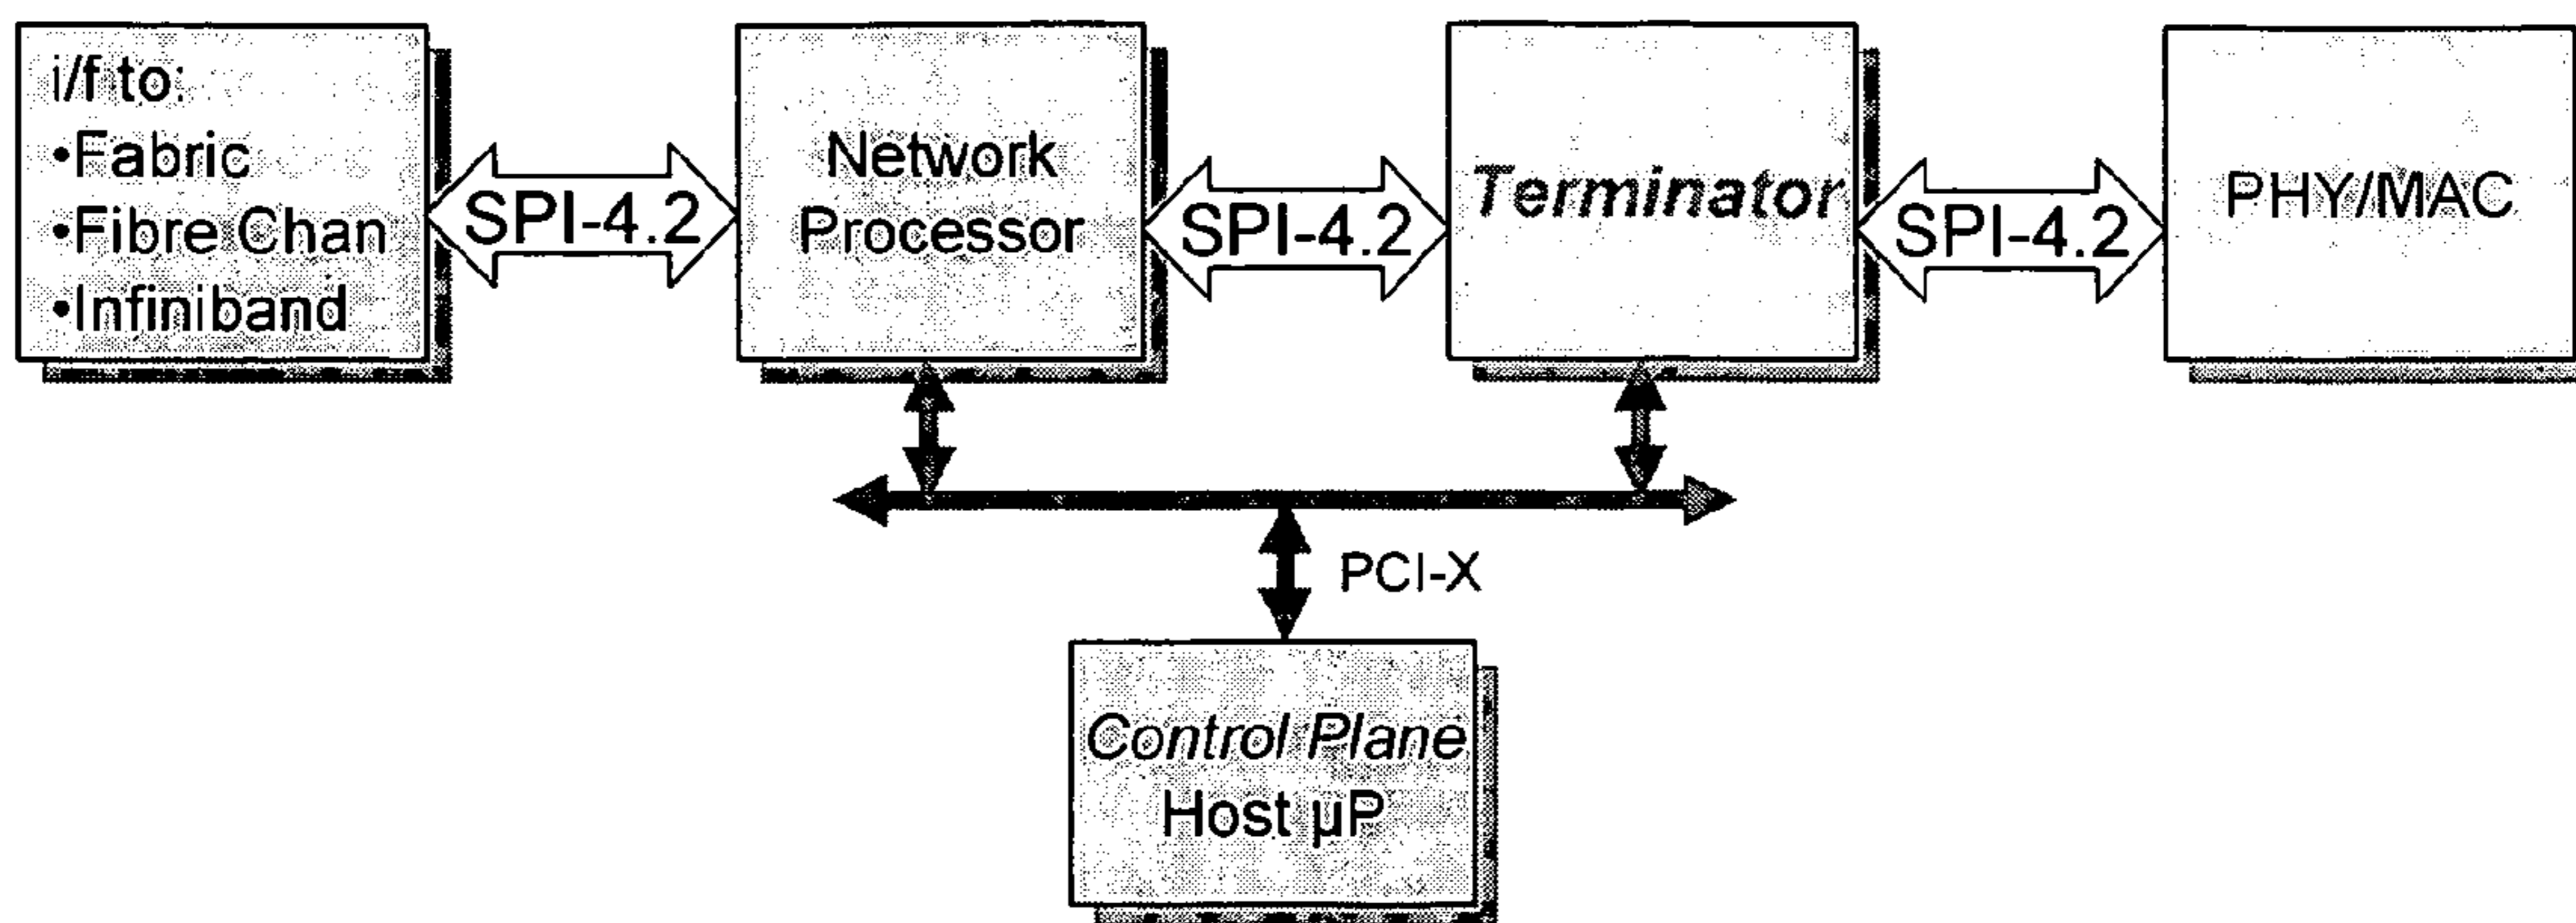 i/f to:
•Fabric
•Fibre Chan
•Infiniband
SPI-4.2
Network
Processor
SPI-4.2
Terminator
SPI-4.2
PHY/MAC
PCI-X
Control Plane
Host µP